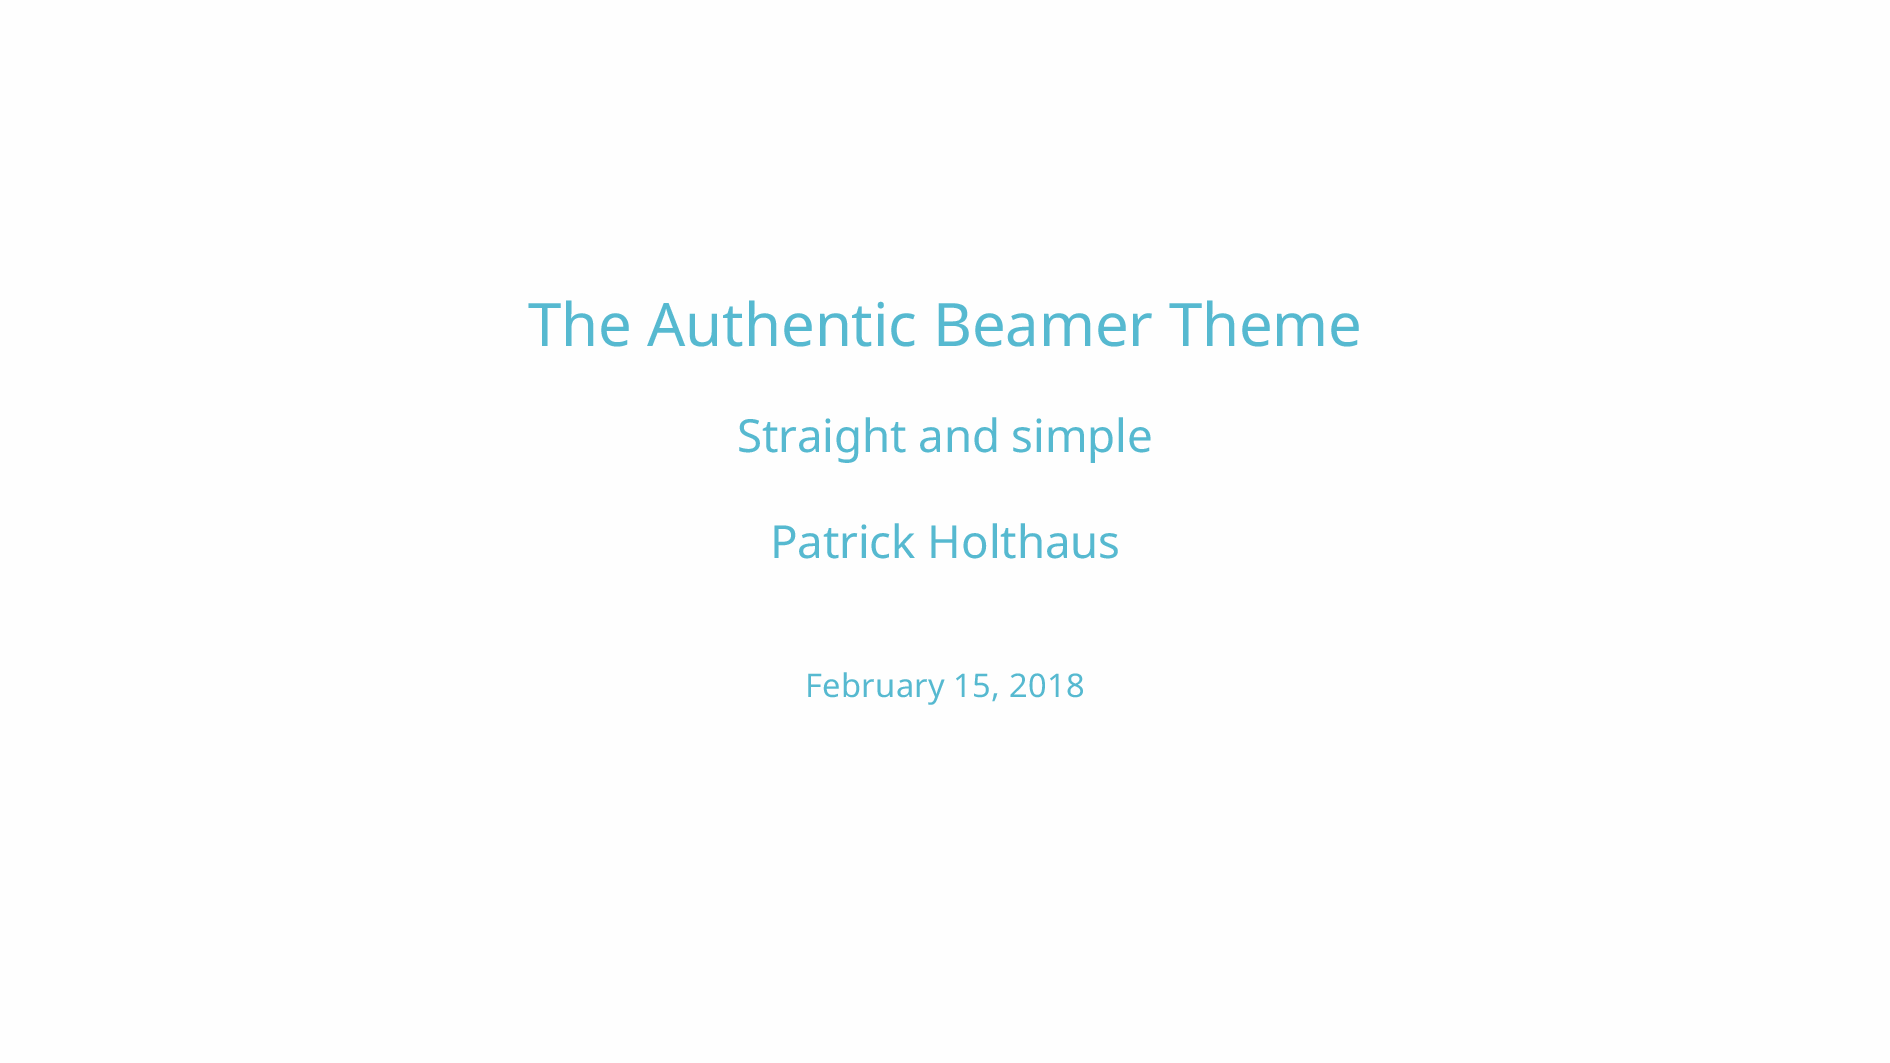 The Authentic Beamer Theme
Straight and simple
Patrick Holthaus
February 15, 2018